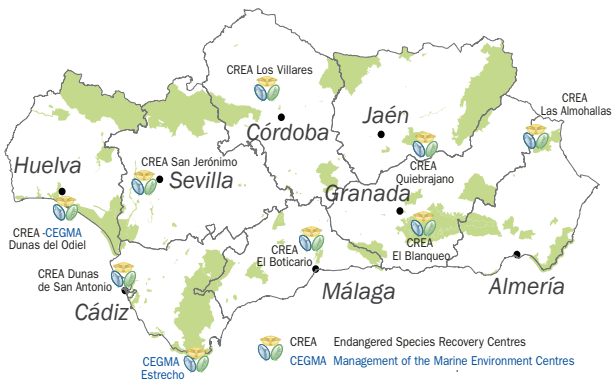 CREA Los Villares
Córdoba
Jaén
CREA
Las Almohallas
Huelva
CREA San Jerónimo
Sevilla
CREA
Quiebrajano
Granada
CREA -CEGMA
Dunas del Odiel
CREA
El Boticario
CREA
El Blanqueo
CREA Dunas
de San Antonio
Cádiz
Málaga
Almería
CEGMA
Estrecho
CREA Endangered Species Recovery Centres
CEGMA Management of the Marine Environment Centres